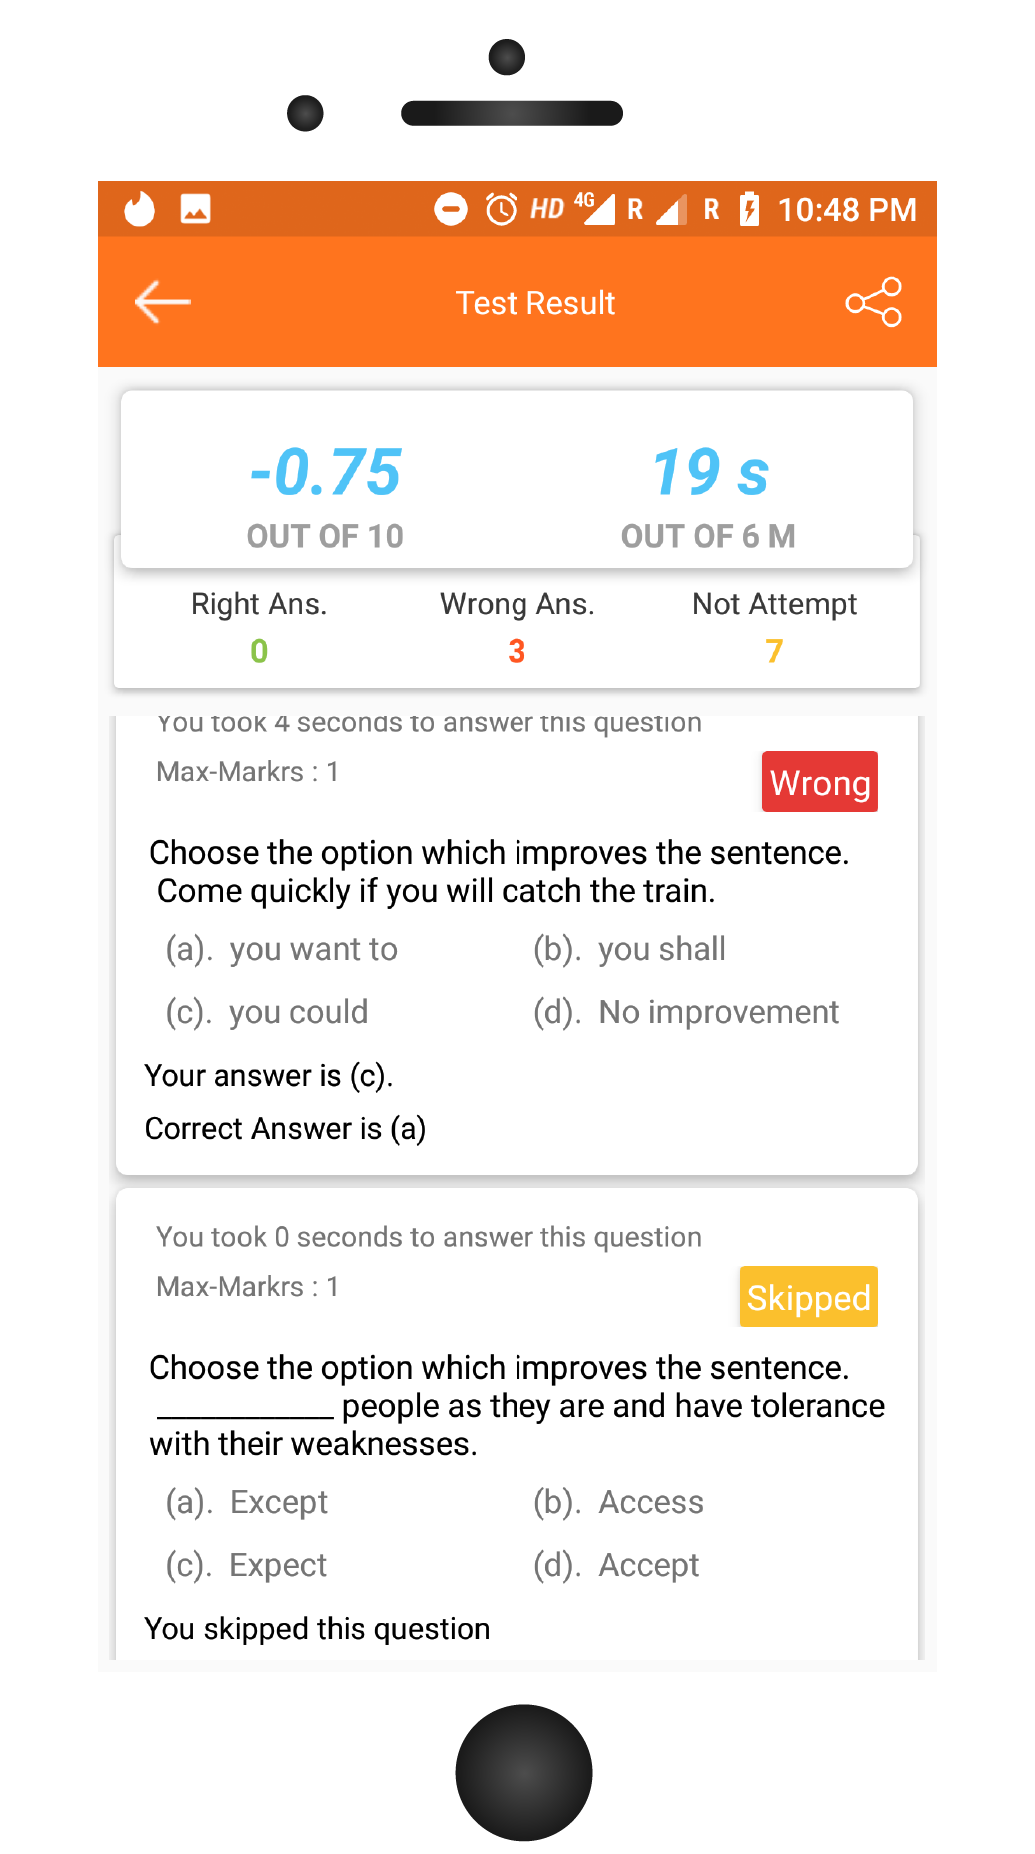 HD 4G R R 10:48 PM
Test Result
-0.75 19 s
OUT OF 10 OUT OF 6 M
Right Ans. Wrong Ans. Not Attempt
0 3 7
You took 4 seconds to answer this question
Max-Markrs : 1
Wrong
Choose the option which improves the sentence.
Come quickly if you will catch the train.
(a). you want to (b). you shall
(c). you could (d). No improvement
Your answer is (c).
Correct Answer is (a)
You took 0 seconds to answer this question
Max-Markrs : 1
Skipped
Choose the option which improves the sentence.
___________ people as they are and have tolerance
with their weaknesses.
(a). Except (b). Access
(c). Expect (d). Accept
You skipped this question